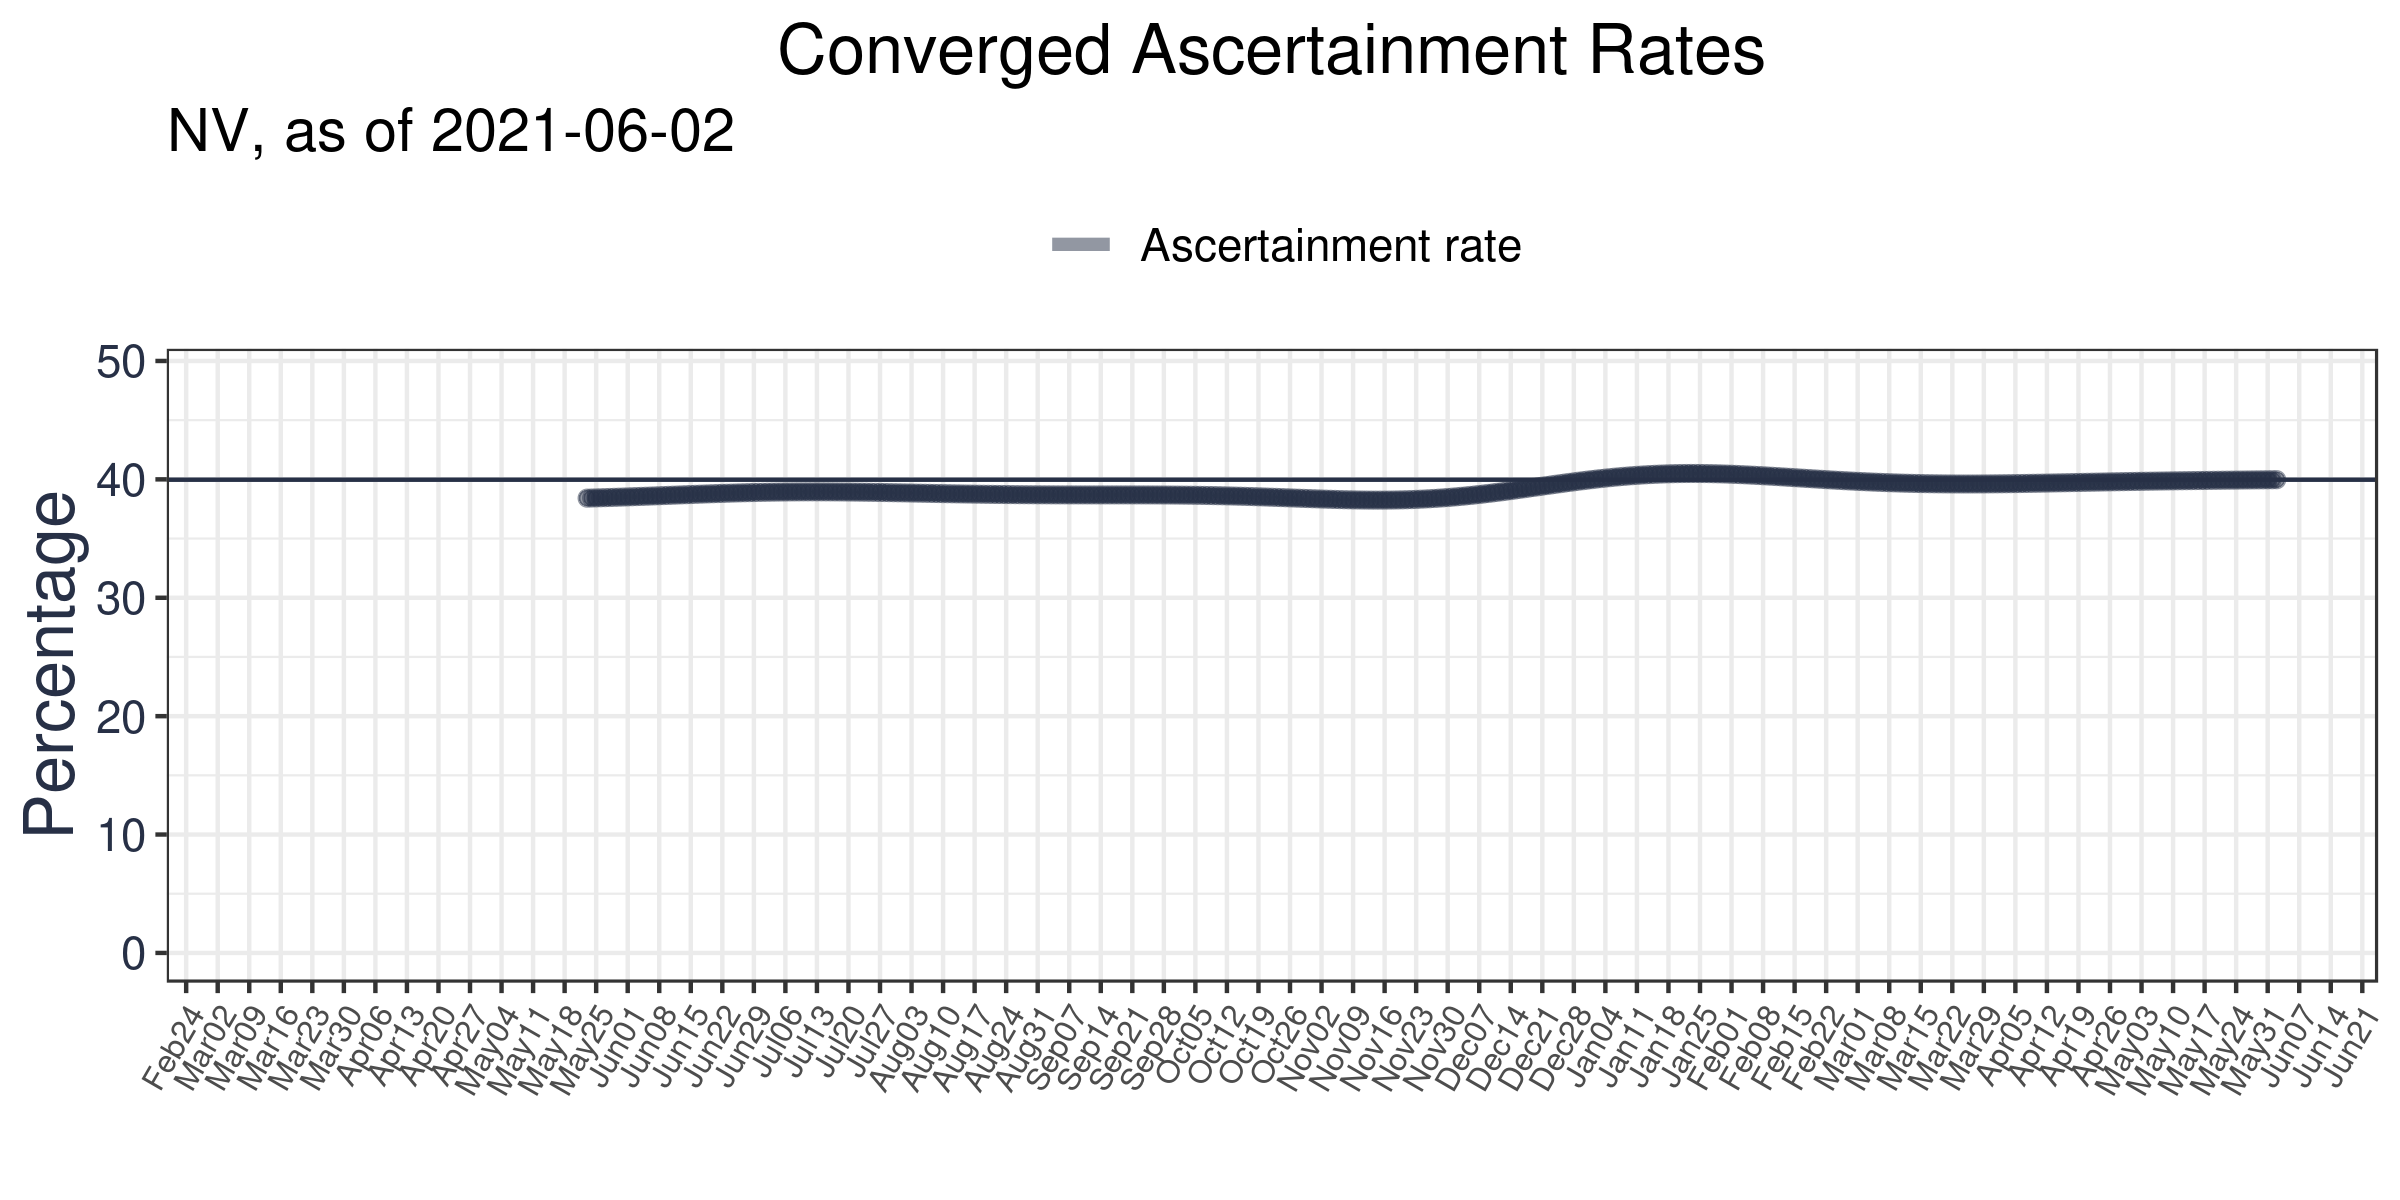 Converged Ascertainment Rates
NV, as of 2021-06-02
Ascertainment rate
Percentage
50
40
30
20
10
0
Feb24 Mar02 Mar09 Mar16 Mar23 Mar30 Apr06 Apr13 Apr20 Apr27 May04 May11 May18 May25 Jun01 Jun08 Jun15 Jun22 Jun29 Jul06 Jul13 Jul20 Jul27 Aug03 Aug10 Aug17 Aug24 Aug31 Sep07 Sep14 Sep21 Sep28 Oct05 Oct12 Oct19 Oct26 Nov02 Nov09 Nov16 Nov23 Nov30 Dec07 Dec14 Dec21 Dec28 Jan04 Jan11 Jan18 Jan25 Feb01 Feb08 Feb15 Feb22 Mar01 Mar08 Mar15 Mar22 Mar29 Apr05 Apr12 Apr19 Apr26 May03 May10 May17 May24 May31 Jun07 Jun14 Jun21